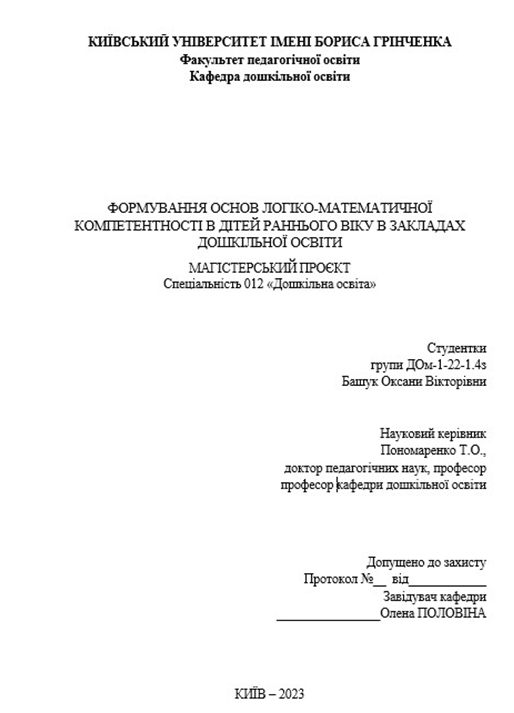 КИЇВСЬКИЙ УНІВЕРСИТЕТ ІМЕНІ БОРИСА ГРІНЧЕНКА
Факультет педагогічної освіти
Кафедра дошкільної освіти
ФОРМУВАННЯ ОСНОВ ЛОГІКО-МАТЕМАТИЧНОЇ
КОМПЕТЕНТНОСТІ В ДІТЕЙ РАННЬОГО ВІКУ В ЗАКЛАДАХ
ДОШКІЛЬНОЇ ОСВІТИ
МАГІСТЕРСЬКИЙ ПРОЄКТ
Спеціальність 012 «Дошкільна освіта»
Студентки
групи ДОм-1-22-1.4з
Башук Оксани Вікторівни
Науковий керівник
Пономаренко Т.О.,
доктор педагогічних наук, професор
професор кафедри дошкільної освіти
Допущено до захисту
Протокол №__ від____________
Завідувач кафедри
________________Олена ПОЛОВІНА
КИЇВ – 2023